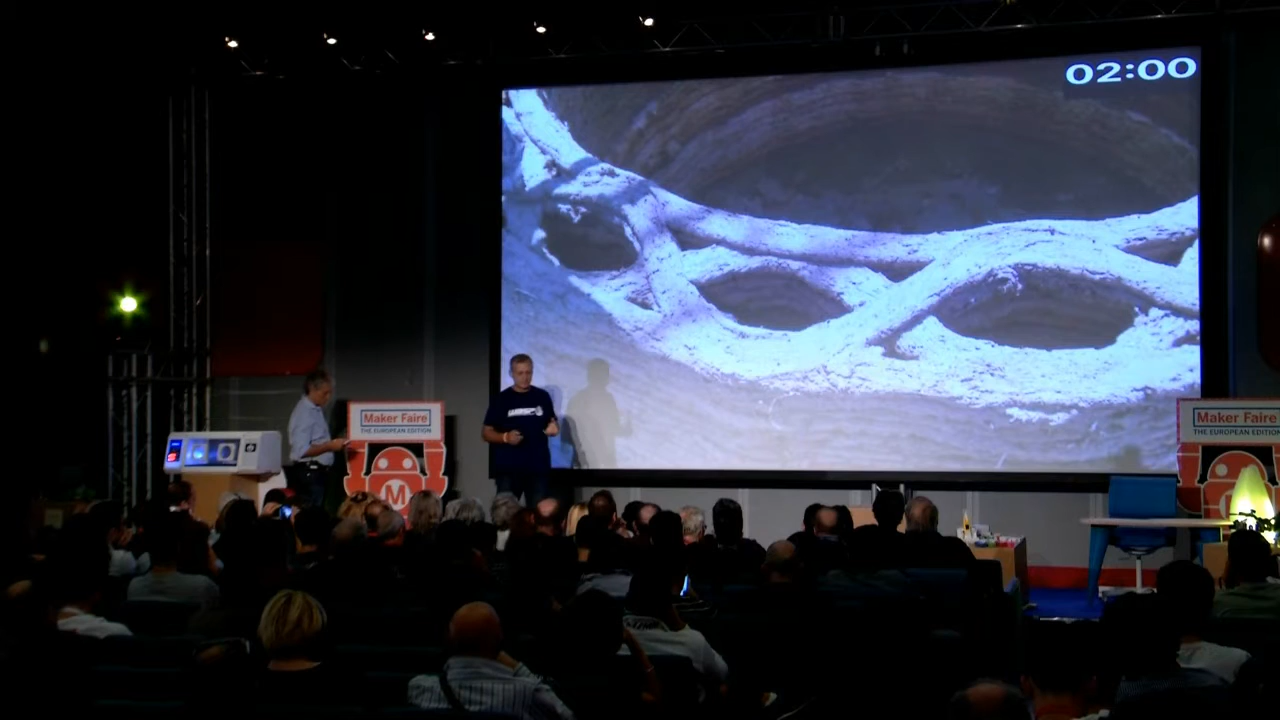 02:00
Maker Faire
THE EUROPEAN EDITION
M
Maker Faire
THE EUROPEAN EDITION